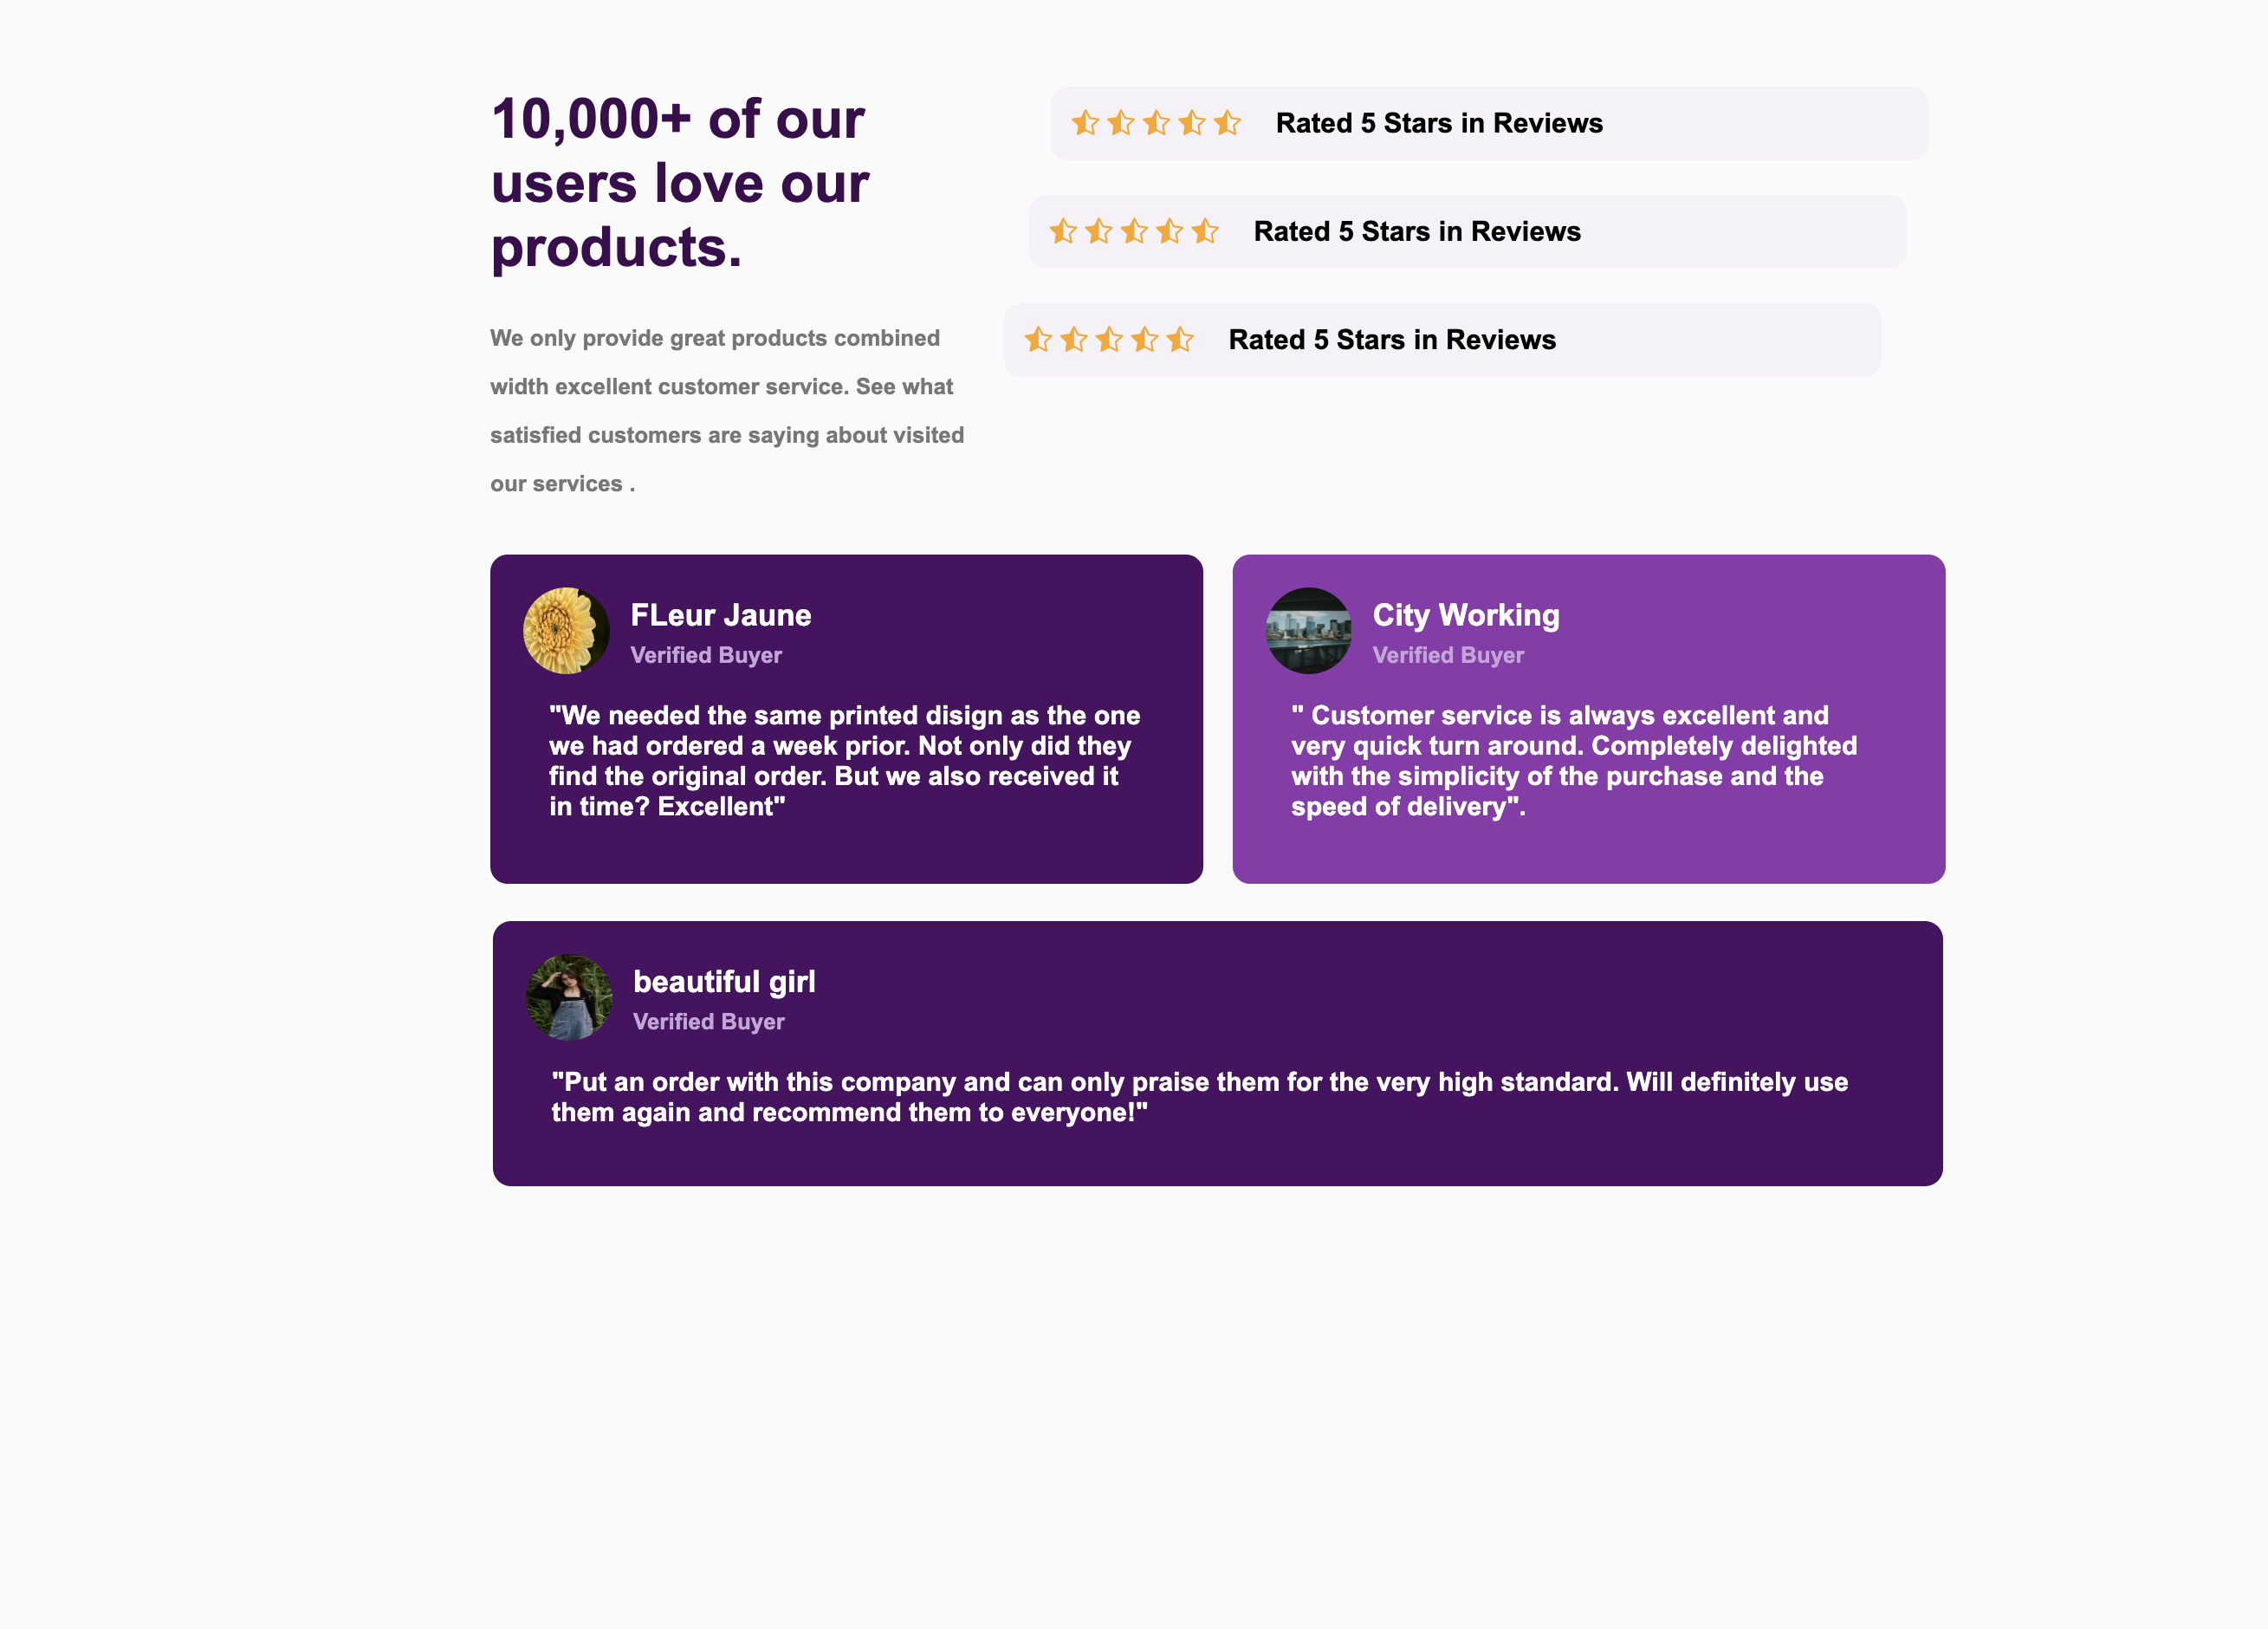 10,000+ of our
users love our
products.
We only provide great products combined
width excellent customer service. See what
satisfied customers are saying about visited
our services .
Rated 5 Stars in Reviews
Rated 5 Stars in Reviews
Rated 5 Stars in Reviews
FLeur Jaune
Verified Buyer
"We needed the same printed disign as the one
we had ordered a week prior. Not only did they
find the original order. But we also received it
in time? Excellent"
City Working
Verified Buyer
" Customer service is always excellent and
very quick turn around. Completely delighted
with the simplicity of the purchase and the
speed of delivery".
beautiful girl
Verified Buyer
"Put an order with this company and can only praise them for the very high standard. Will definitely use
them again and recommend them to everyone!"